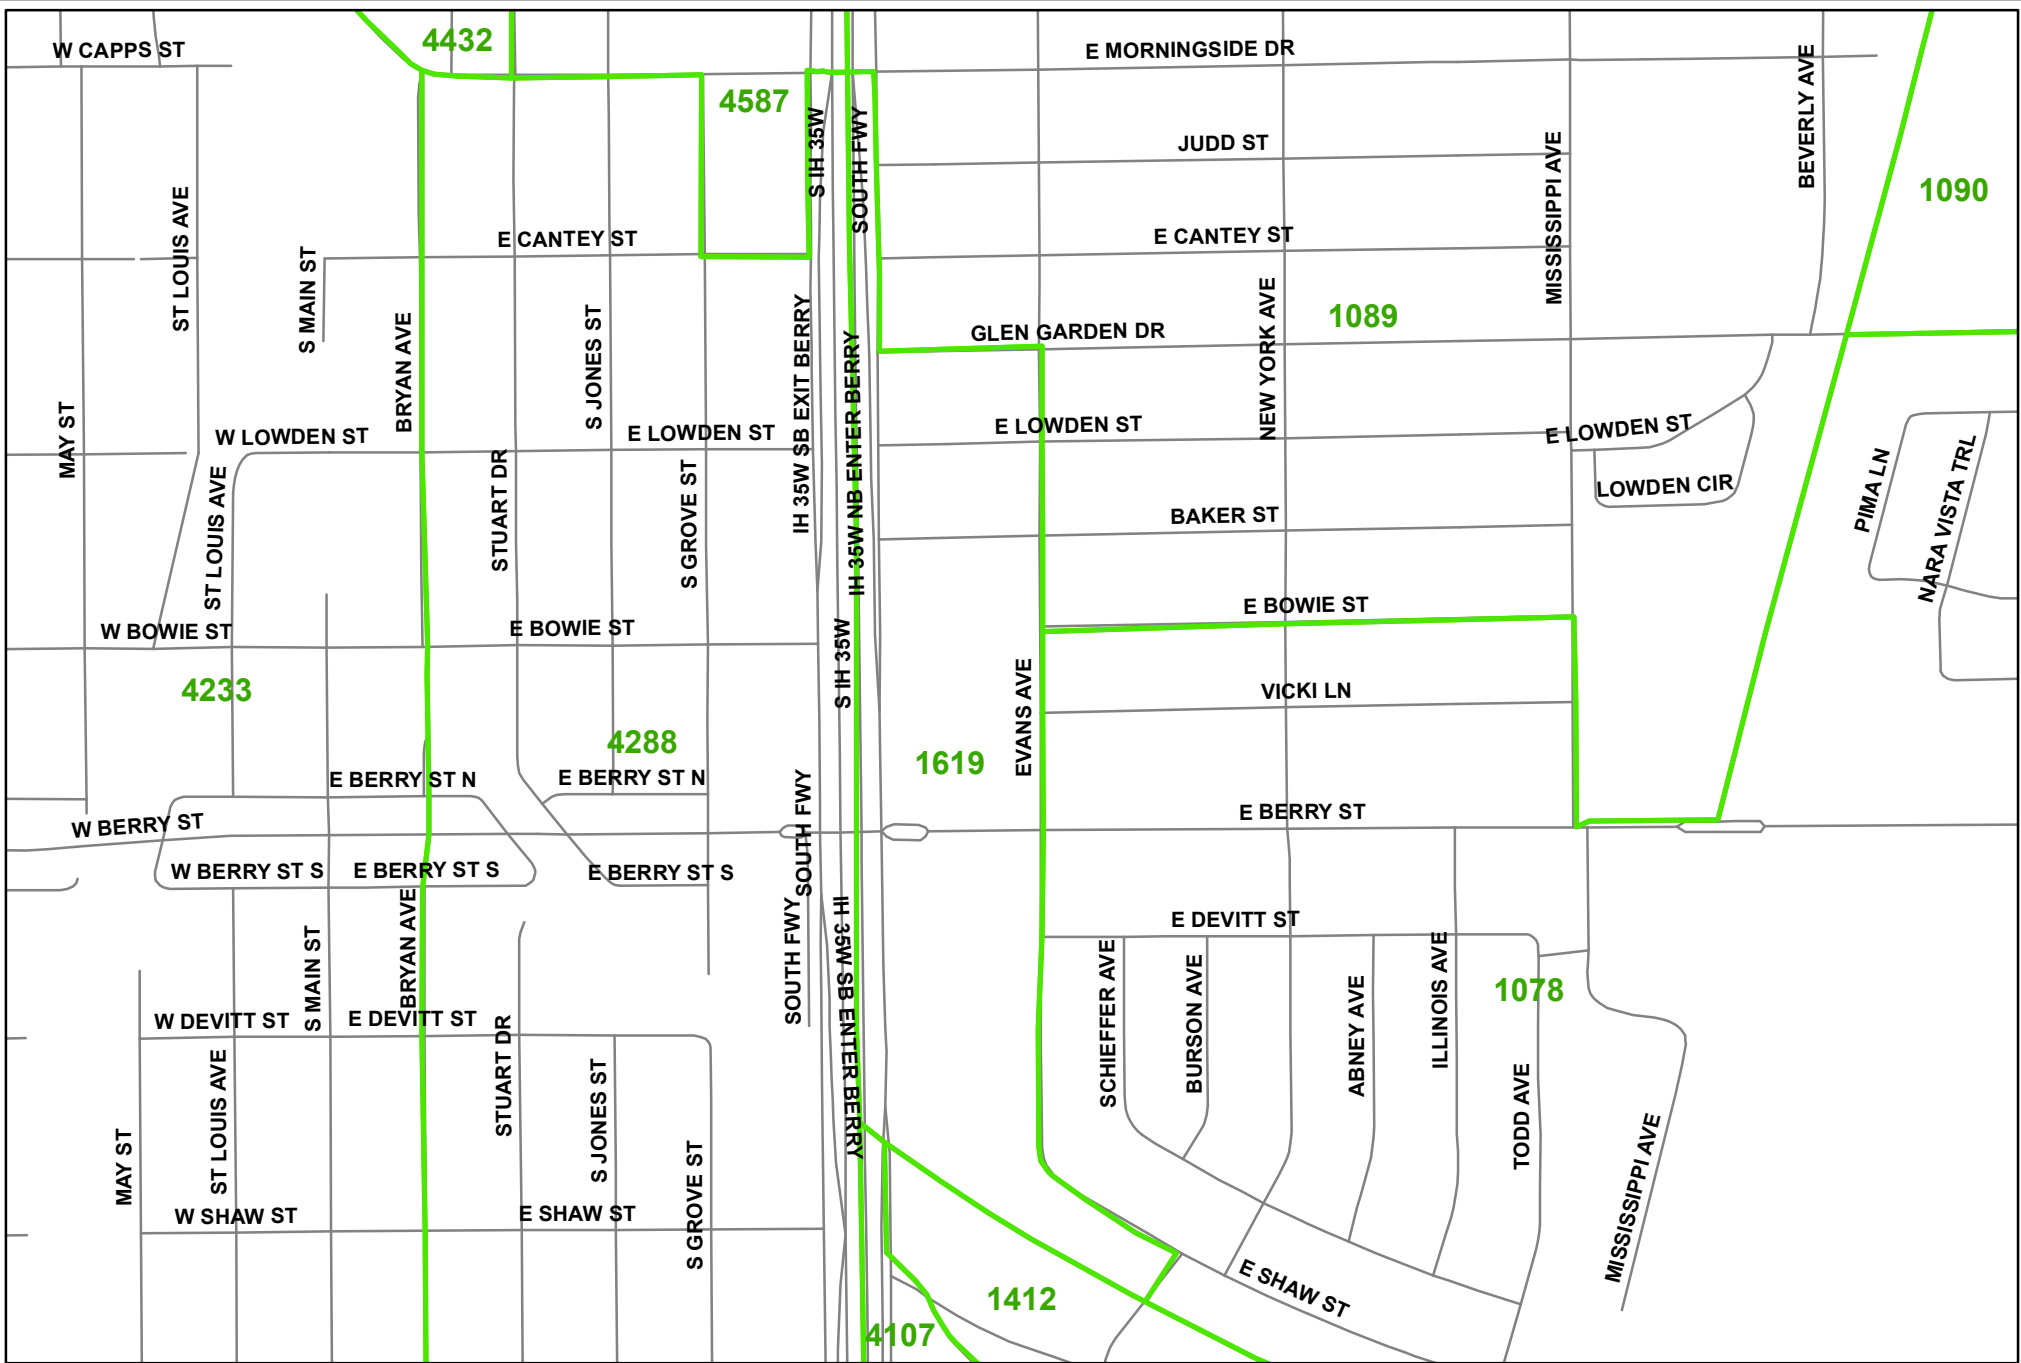 W CAPPS ST
4432
E MORNINGSIDE DR
BEVERLY AVE
4587
S IH 35W
SOUTH FWY
JUDD ST
MISSISSIPPI AVE
1090
ST LOUIS AVE
S MAIN ST
E CANTEY ST
E CANTEY ST
BRYAN AVE
S JONES ST
IH 35W SB EXIT BERRY
IH 35W NB ENTER BERRY
GLEN GARDEN DR
NEW YORK AVE
1089
MAY ST
W LOWDEN ST
E LOWDEN ST
E LOWDEN ST
E LOWDEN ST
LOWDEN CIR
PIMA LN
NARA VISTA TRL
ST LOUIS AVE
STUART DR
S GROVE ST
BAKER ST
W BOWIE ST
E BOWIE ST
E BOWIE ST
S IH 35W
EVANS AVE
4233
VICKI LN
4288
1619
E BERRY ST N
E BERRY ST N
SOUTH FWY
W BERRY ST
E BERRY ST
W BERRY ST S
E BERRY ST S
E BERRY ST S
BRYAN AVE
S MAIN ST
SOUTH FWY
IH 35W SB ENTER BERRY
E DEVITT ST
SCHIEFFER AVE
BURSON AVE
ABNEY AVE
ILLINOIS AVE
1078
W DEVITT ST
E DEVITT ST
STUART DR
ST LOUIS AVE
S JONES ST
TODD AVE
MAY ST
S GROVE ST
MISSISSIPPI AVE
W SHAW ST
E SHAW ST
E SHAW ST
1412
4107